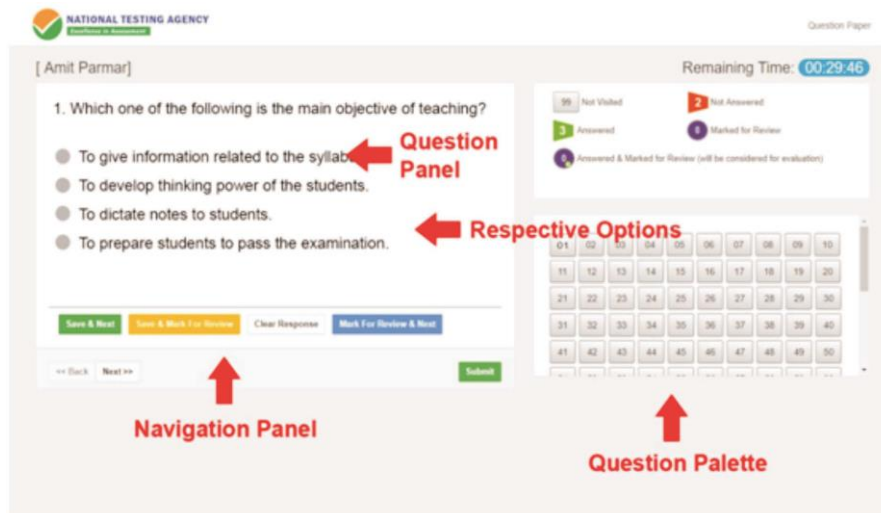 NATIONAL TESTING AGENCY
Excellence in Assessment
Question Paper
[ Amit Parmar]
Remaining Time: 00:29:46
1. Which one of the following is the main objective of teaching?
To give information related to the
To develop thinking power of the students.
To dictate notes to students.
To prepare students to pass the examination.
Question
Panel
Respective Options
Save & Next
Save & Mark For Review
Clear Response
Mark For Review & Next
<< Back
Next >>
Submit
Navigation Panel
99 Not Visited
2 Not Answered
3 Answered
Marked for Review
Answered & Marked for Review (will be considered for evaluation)
01 02 03 04 05 06 07 08 09 10
11 12 13 14 15 16 17 18 19 20
21 22 23 24 25 26 27 28 29 30
31 32 33 34 35 36 37 38 39 40
41 42 43 44 45 46 47 48 49 50
Question Palette